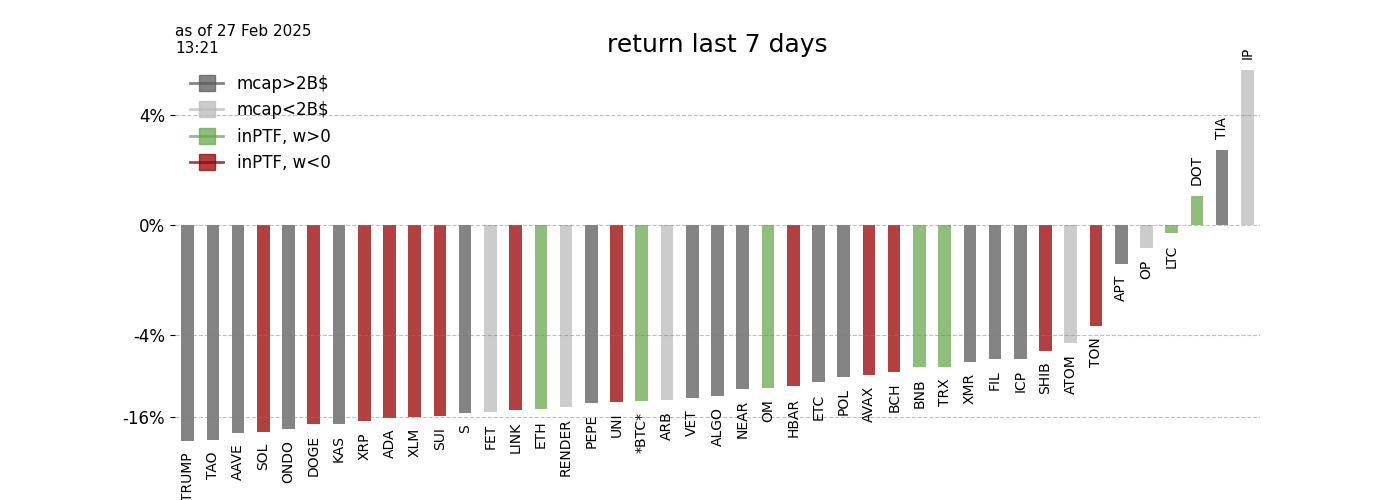 as of 27 Feb 2025
13:21
return last 7 days
mcap>2B$
mcap<2B$
inPTF, w>0
inPTF, w<0
4%
0%
-4%
-16%
TRUMP
TAO
AAVE
SOL
ONDO
DOGE
KAS
XRP
ADA
XLM
SUI
S
FET
LINK
ETH
RENDER
PEPE
UNI
*BTC*
ARB
VET
ALGO
NEAR
OM
HBAR
ETC
POL
AVAX
BCH
BNB
TRX
XMR
FIL
ICP
SHIB
ATOM
TON
APT
OP
LTC
DOT
TIA
IP